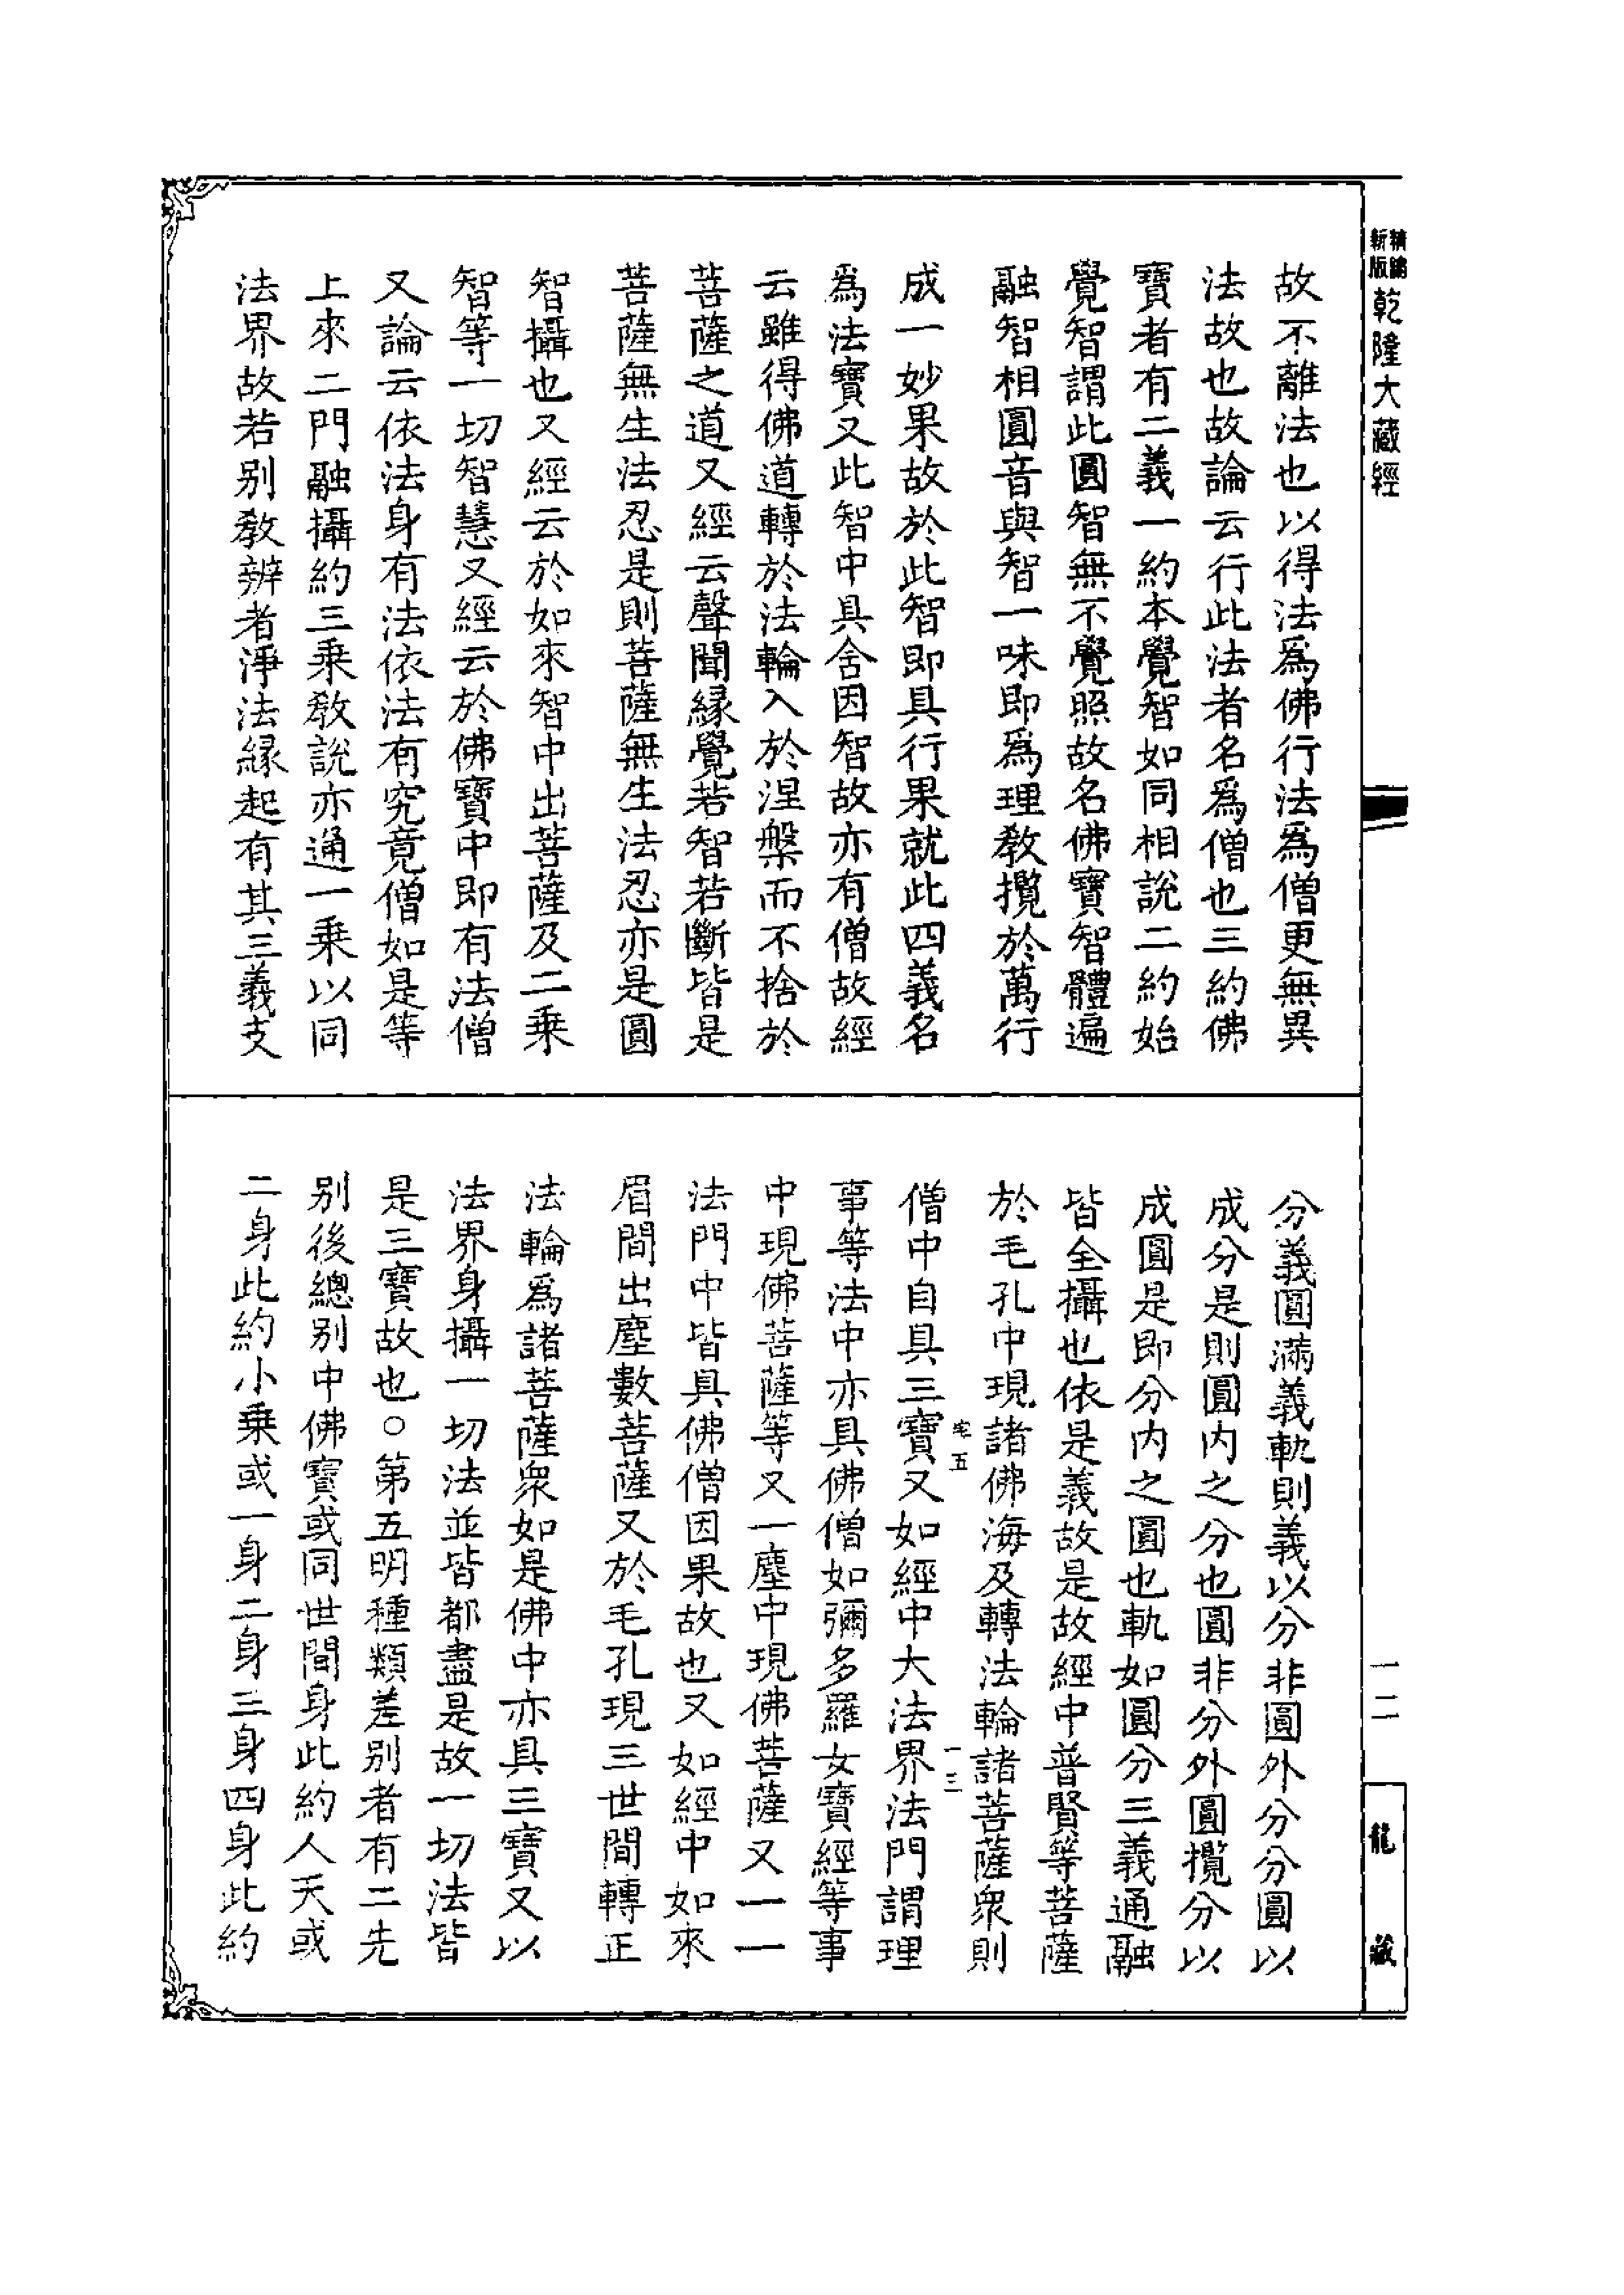 新版精縮乾隆大藏經
故不離法也以得法爲佛行法爲僧更無異
法故也故論云行此法者名爲僧也三約佛
寶者有二義一約本覺智如同相說二約始
覺智謂此圓智無不覺照故名佛寶智體遍
融智相圓音與智一味即爲理教攬於萬行
成一妙果故於此智即具行果就此四義名
爲法寶又此智中具含因智故亦有僧故經
云雖得佛道轉於法輪入於涅槃而不捨於
菩薩之道又經云聲聞緣覺若智若斷皆是
菩薩無生法忍是則菩薩無生法忍亦是圓
智攝也又經云於如來智中出菩薩及二乘
智等一切智慧又經云於佛寶中即有法僧
又論云依法身有法依法有究竟僧如是等
上來二門融攝約三乘教說亦通一乘以同
法界故若别教辨者淨法緣起有其三義支
分義圓滿義軌則義以分非圓外分分圓以
成分是則圓内之分也圓非分外圓攬分以
成圓是即分内之圓也軌如圓分三義通融
皆全攝也依是義故是故經中普賢等菩薩
於毛孔中現諸佛海及轉法輪諸菩薩衆則
宅五
一三
僧中自具三寶又如經中大法界法門謂理
事等法中亦具佛僧如彌多羅女寶經等事
中現佛菩薩等又一塵中現佛菩薩又一一
法門中皆具佛僧因果故也又如經中如來
眉間出塵數菩薩又於毛孔現三世間轉正
法輪爲諸菩薩衆如是佛中亦具三寶又以
法界身攝一切法並皆都盡是故一切法皆
是三寶故也○第五明種類差别者有二先
别後總别中佛寶或同世間身此約人天或
二身此約小乘或一身二身三身四身此約
一二
龍藏